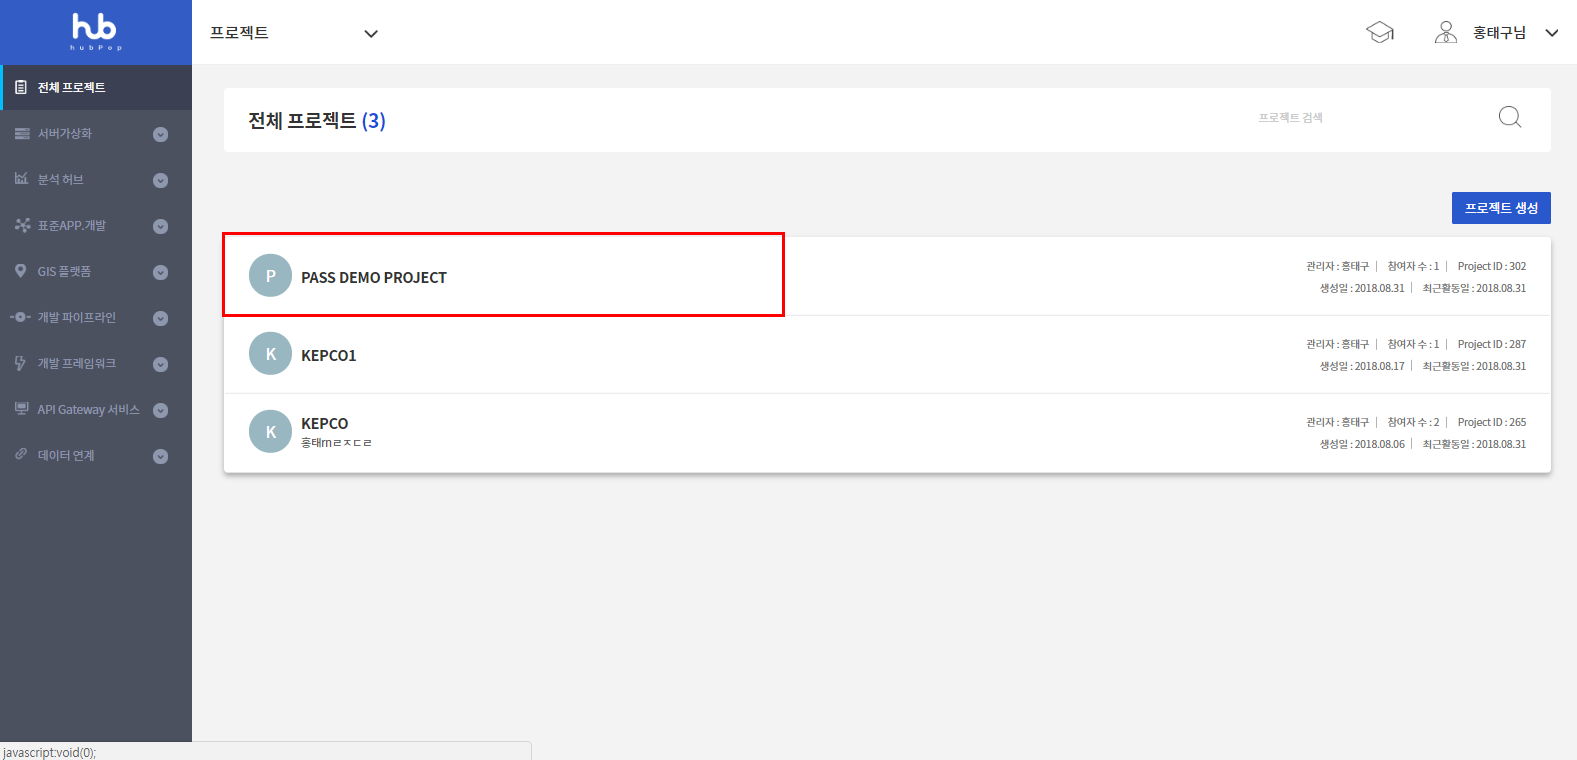 hub
hubPop
프로젝트
홍태구님
전체 프로젝트
서버가상화
분석 허브
표준APP.개발
GIS 플랫폼
개발 파이프라인
개발 프레임워크
API Gateway 서비스
데이터 연계
전체 프로젝트 (3)
프로젝트 검색
프로젝트 생성
P
PASS DEMO PROJECT
관리자 : 홍태구 | 참여자 수 : 1 | Project ID : 302
생성일 : 2018.08.31 | 최근활동일 : 2018.08.31
K
KEPCO1
관리자 : 홍태구 | 참여자 수 : 1 | Project ID : 287
생성일 : 2018.08.17 | 최근활동일 : 2018.08.31
K
KEPCO
홍태ㅠㄹㅈㄷㄹ
관리자 : 홍태구 | 참여자 수 : 2 | Project ID : 265
생성일 : 2018.08.06 | 최근활동일 : 2018.08.31
javascript:void(0);